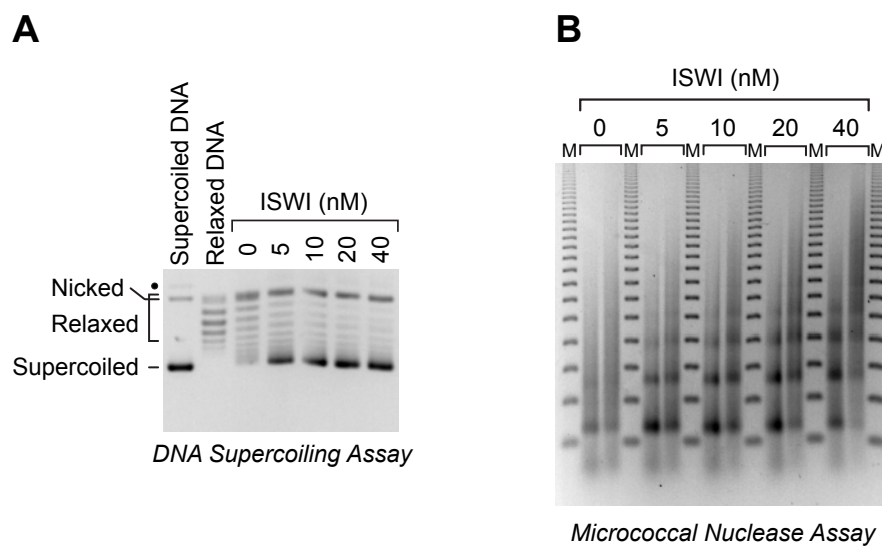 A
Supercoiled DNA
Relaxed DNA
ISWI (nM)
0 5 10 20 40
Nicked
Relaxed
Supercoiled
DNA Supercoiling Assay
B
ISWI (nM)
0 5 10 20 40
M M M M M M
Micrococcal Nuclease Assay